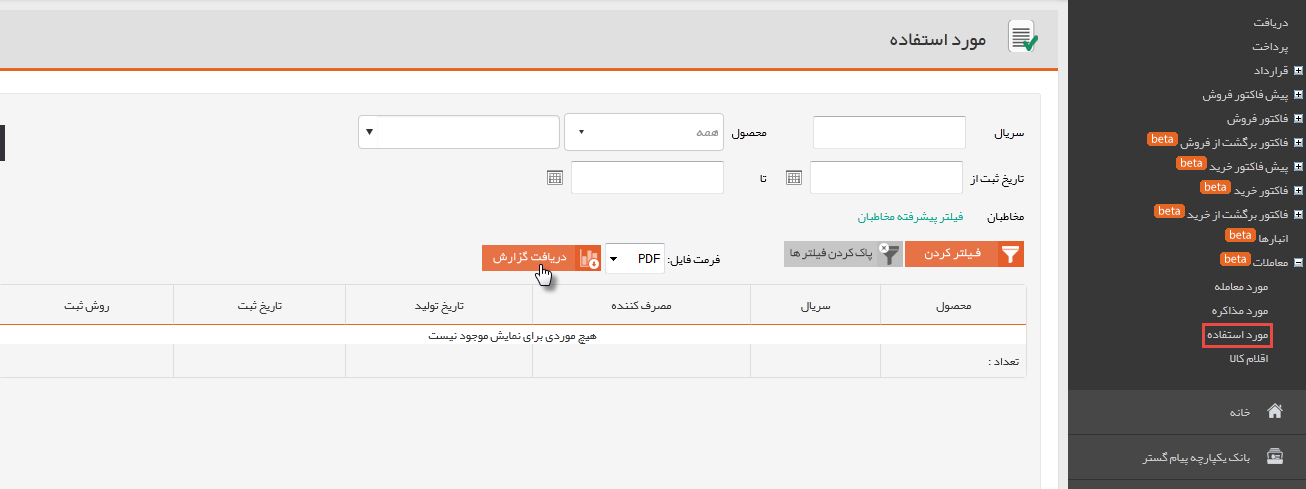 دریافت
پرداخت
قرارداد
پیش فاکتور فروش
فاکتور فروش
فاکتور برگشت از فروش beta
پیش فاکتور خرید beta
فاکتور خرید beta
فاکتور برگشت از خرید beta
انبارها beta
معاملات beta
مورد معامله
مورد مذاکره
مورد استفاده
اقلام کالا
خانه
بانک یکپارچه پیام گستر
مورد استفاده
سریال محصول همه
تاریخ ثبت از تا
مخاطبان فیلتر پیشرفته مخاطبان
فیلتر کردن پاک کردن فیلتر ها فرمت فایل: PDF دریافت گزارش
محصول سریال مصرف کننده تاریخ تولید تاریخ ثبت روش ثبت
هیچ موردی برای نمایش موجود نیست
تعداد :